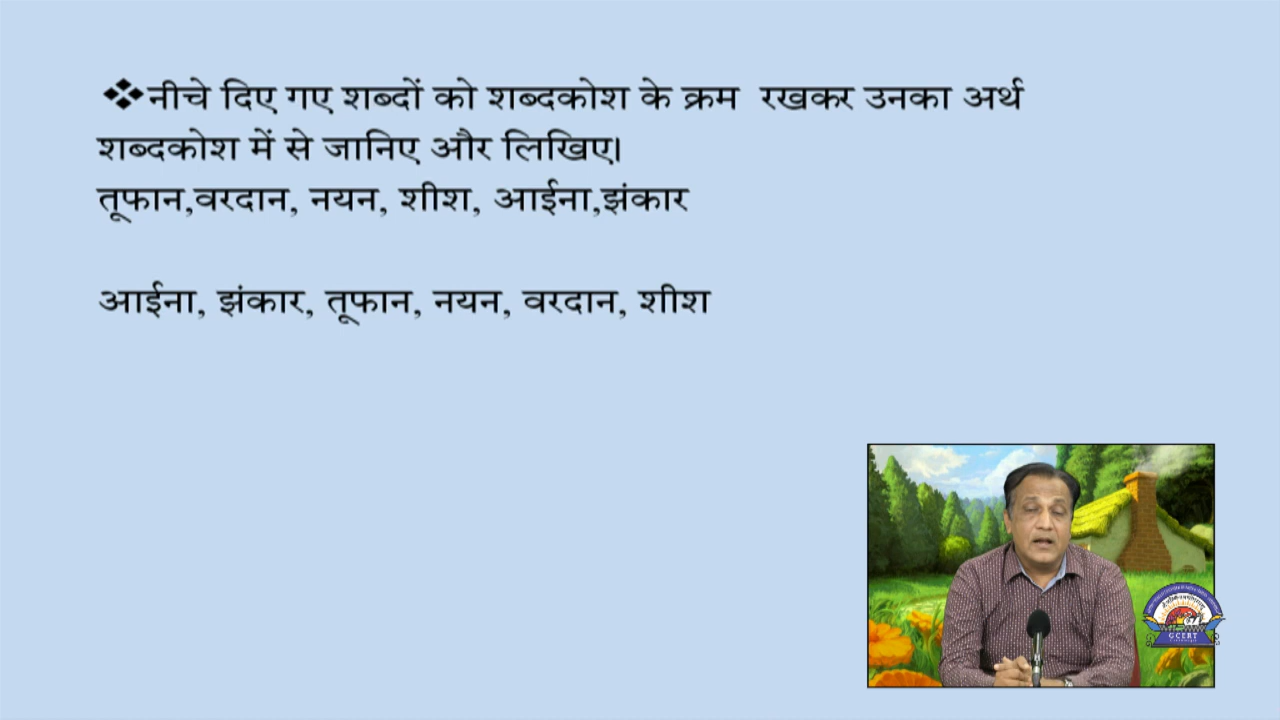 ❖नीचे दिए गए शब्दों को शब्दकोश के क्रम रखकर उनका अर्थ
शब्दकोश में से जानिए और लिखिए।
तूफान,वरदान, नयन, शीश, आईना,झंकार
आईना, झंकार, तूफान, नयन, वरदान, शीश
GCERT